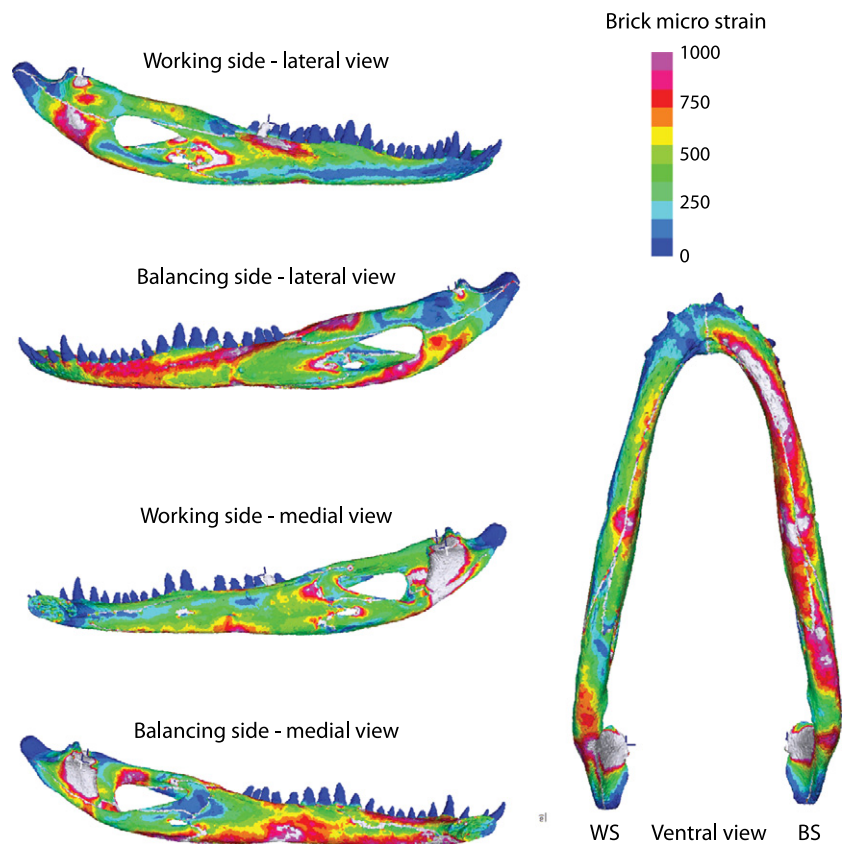 Brick micro strain
1000
750
500
250
0
Working side - lateral view
Balancing side - lateral view
Working side - medial view
Balancing side - medial view
WS Ventral view BS